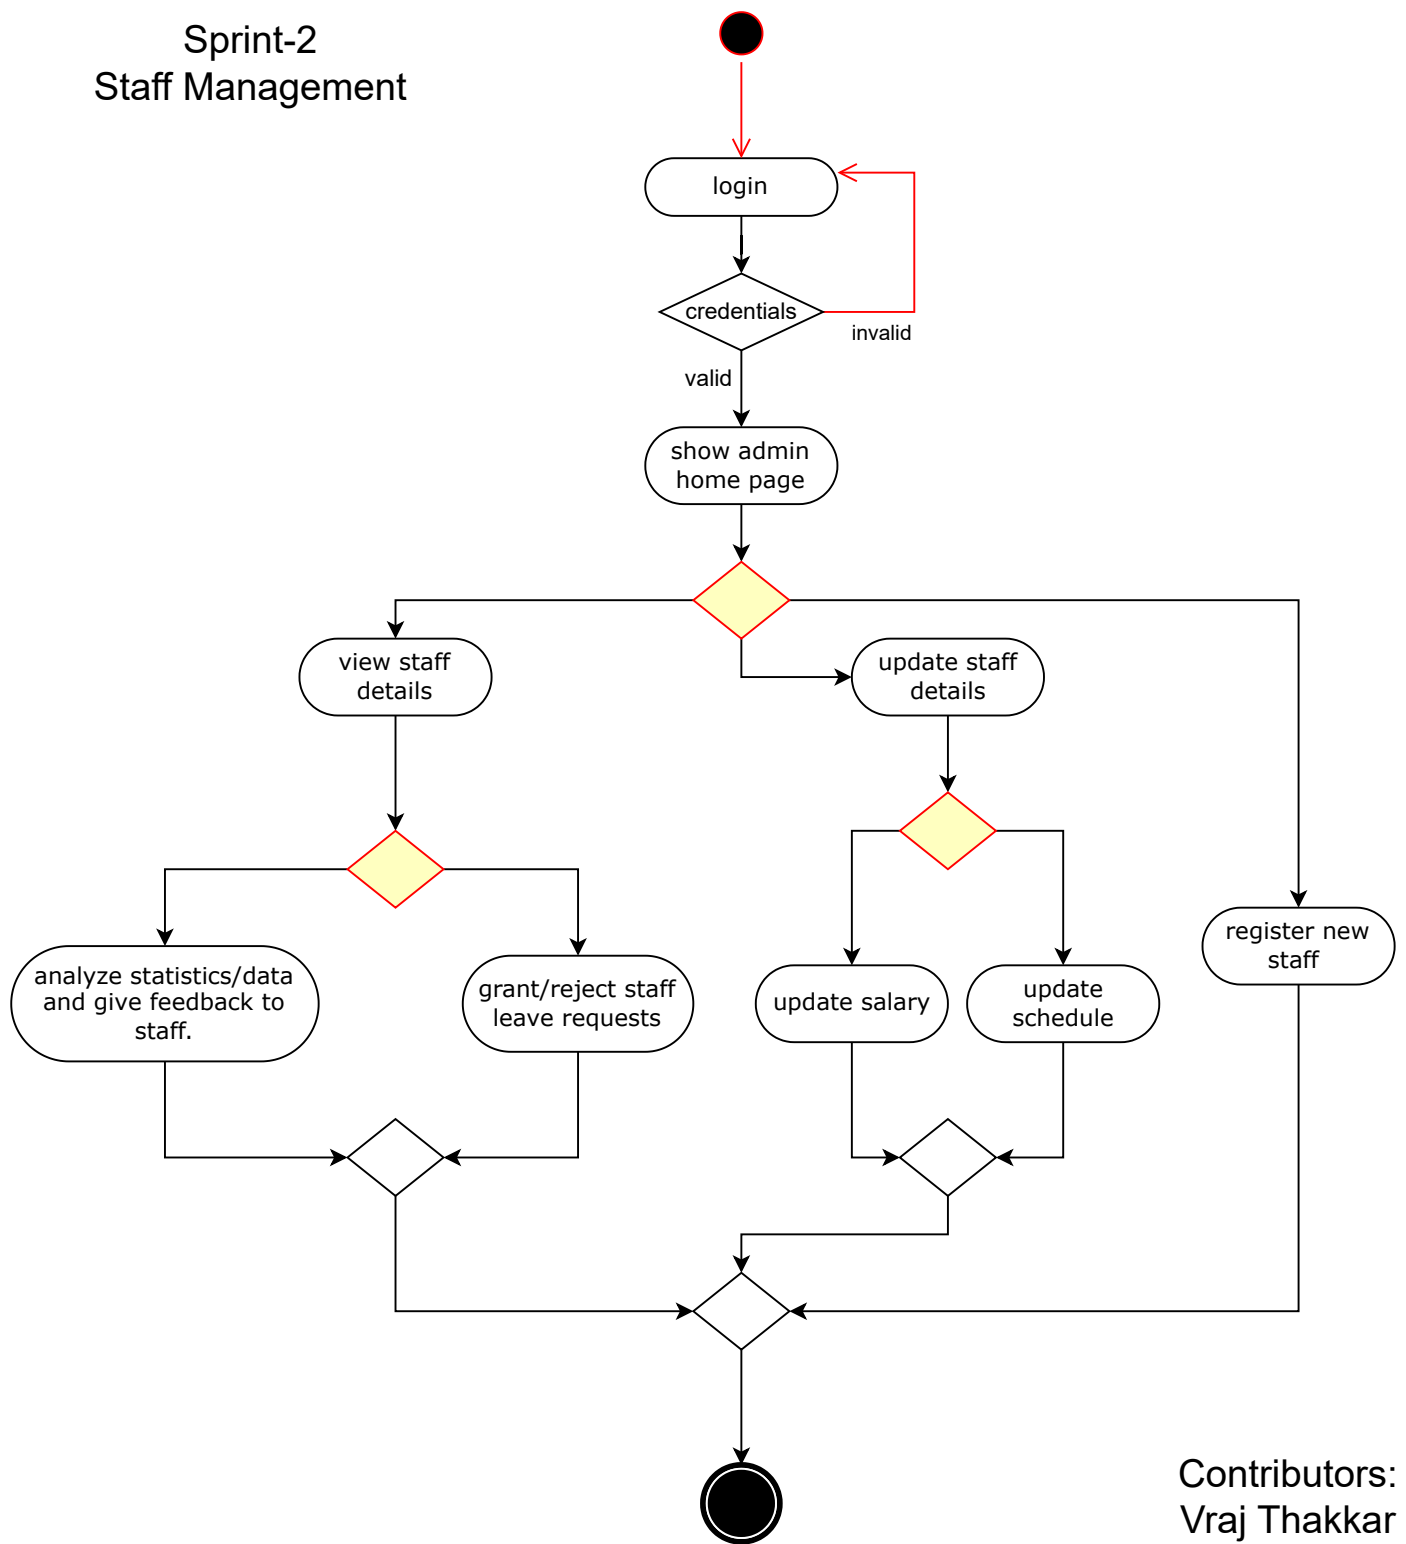 Sprint-2
Staff Management
login
credentials
invalid
valid
show admin
home page
view staff
details
update staff
details
register new
staff
analyze statistics/data
and give feedback to
staff.
grant/reject staff
leave requests
update salary
update
schedule
Contributors:
Vraj Thakkar